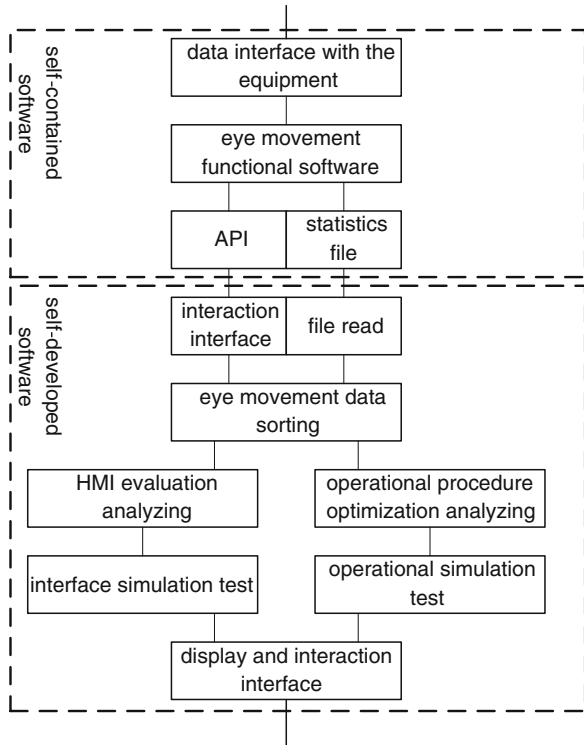 self-contained
software
data interface with the
equipment
eye movement
functional software
API
statistics
file
self-developed
software
interaction
interface
file read
eye movement data
sorting
HMI evaluation
analyzing
operational procedure
optimization analyzing
interface simulation test
operational simulation
test
display and interaction
interface